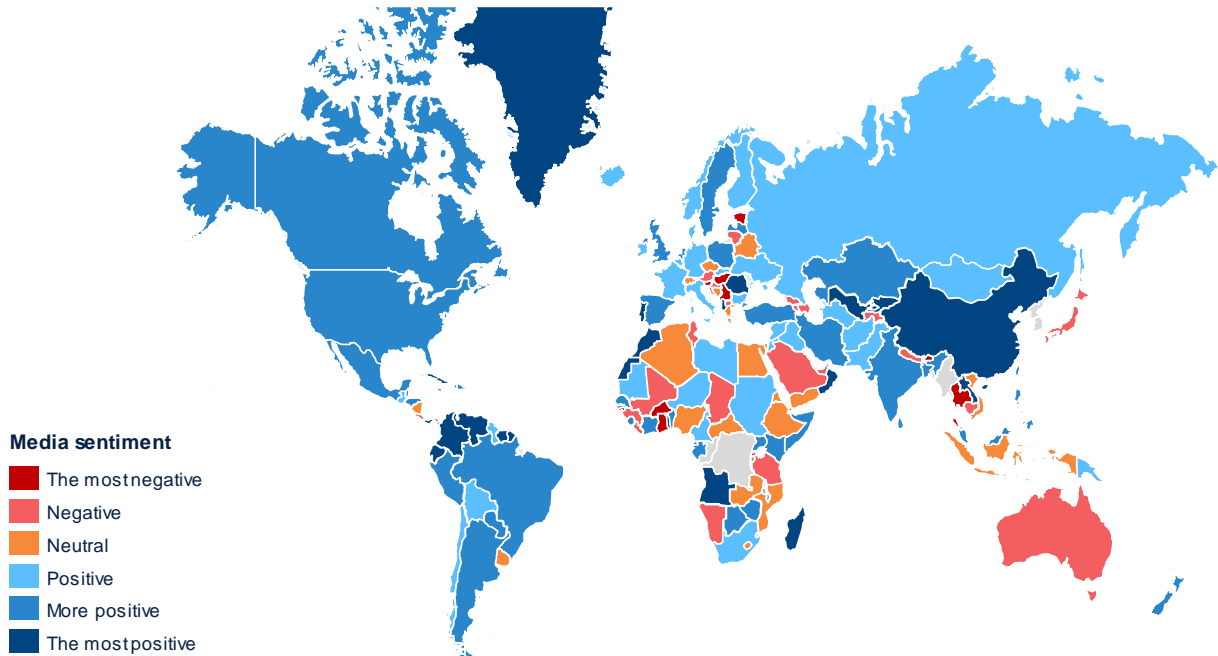 Media sentiment
The most negative
Negative
Neutral
Positive
More positive
The most positive